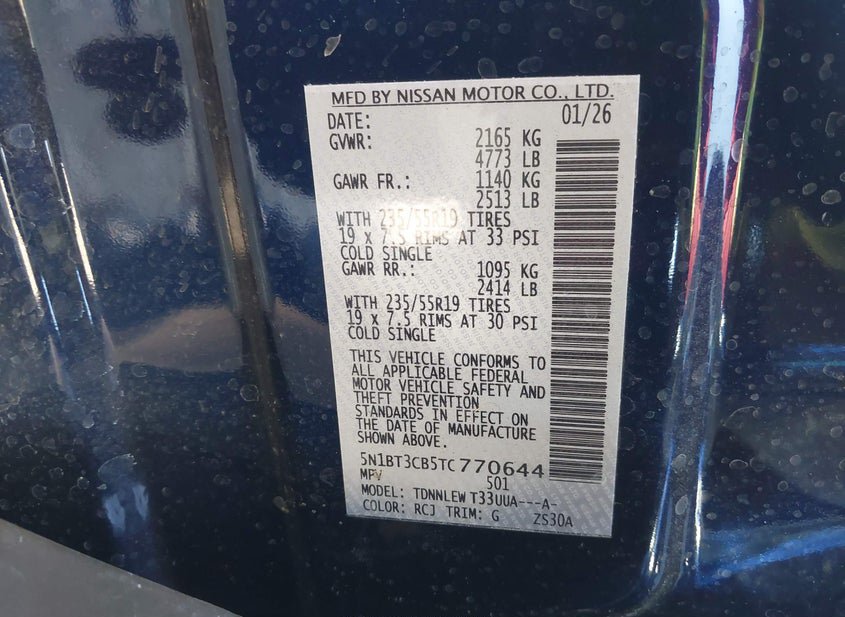 MFD BY NISSAN MOTOR CO., LTD.
DATE: 01/26
GVWR: 2165 KG
4773 LB
GAWR FR.: 1140 KG
2513 LB
WITH 235/55R19 TIRES
19 x 7.5 RIMS AT 33 PSI
COLD SINGLE
GAWR RR.: 1095 KG
2414 LB
WITH 235/55R19 TIRES
19 x 7.5 RIMS AT 30 PSI
COLD SINGLE
THIS VEHICLE CONFORMS TO
ALL APPLICABLE FEDERAL
MOTOR VEHICLE SAFETY AND
THEFT PREVENTION
STANDARDS IN EFFECT ON
THE DATE OF MANUFACTURE
SHOWN ABOVE.
5N1BT3CB5TC770644
MPV 501
MODEL: TDNNLEW T33UUA---A-
COLOR: RCJ TRIM: G ZS30A